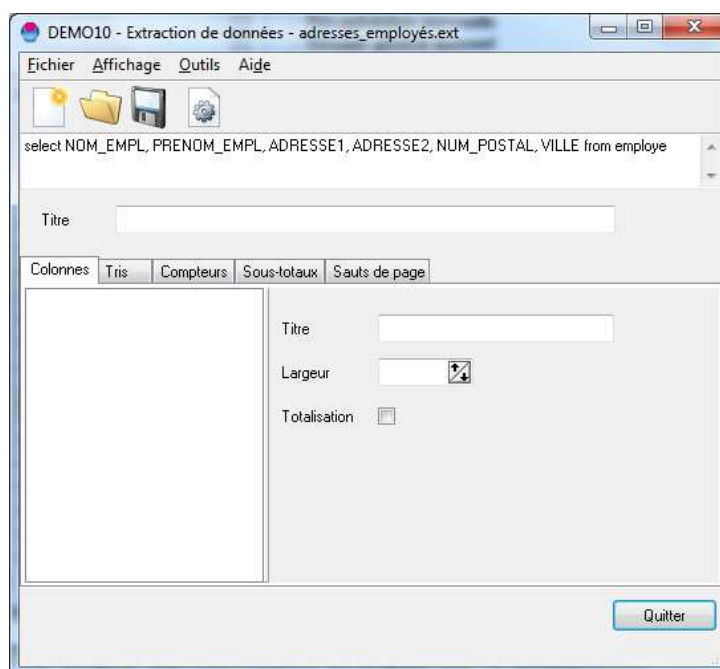 DEMO10 - Extraction de données - adresses_employés.ext
Fichier Affichage Outils Aide
select NOM_EMPL, PRENOM_EMPL, ADRESSE1, ADRESSE2, NUM_POSTAL, VILLE from employe
Titre
Colonnes Tris Compteurs Sous-totaux Sauts de page
Titre
Largeur
Totalisation
Quitter